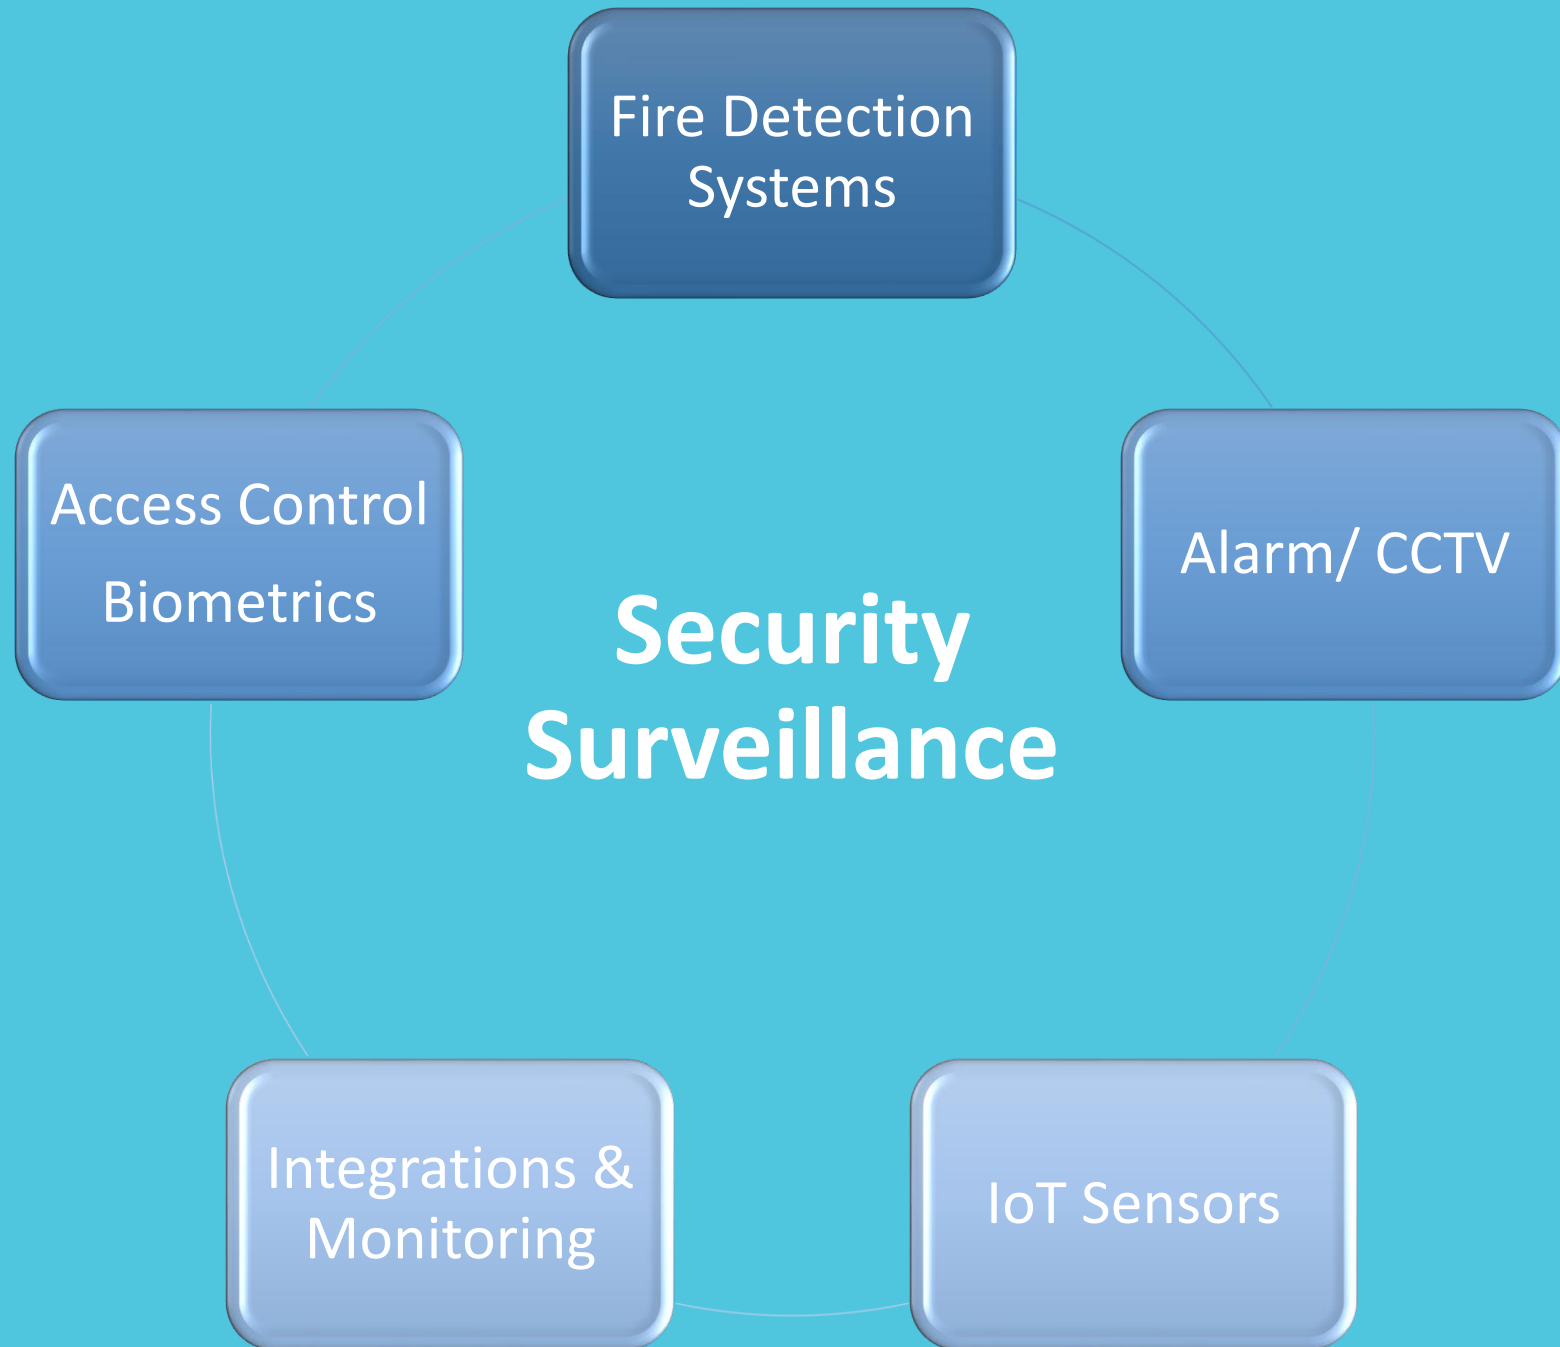 Fire Detection
Systems
Alarm/ CCTV
IoT Sensors
Integrations &
Monitoring
Access Control
Biometrics
Security
Surveillance